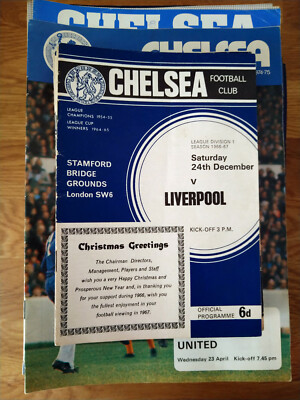 CHELSEA
CHELSEA
CHELSEA
FOOTBALL
CLUB
LEAGUE
CHAMPIONS 1954-55
LEAGUE CUP
WINNERS 1964-65
LEAGUE DIVISION 1
SEASON 1966-67
Saturday
24th December
v
LIVERPOOL
KICK-OFF 3 P.M.
STAMFORD
BRIDGE
GROUNDS
London SW6
Christmas Greetings
The Chairman, Directors,
Management, Players and Staff
wish you a very Happy Christmas and
Prosperous New Year and, in thanking you
for your support during 1966, wish you
the fullest enjoyment in your
football viewing in 1967.
OFFICIAL
PROGRAMME
6d
UNITED
Wednesday 23 April Kick-off 7.45 pm